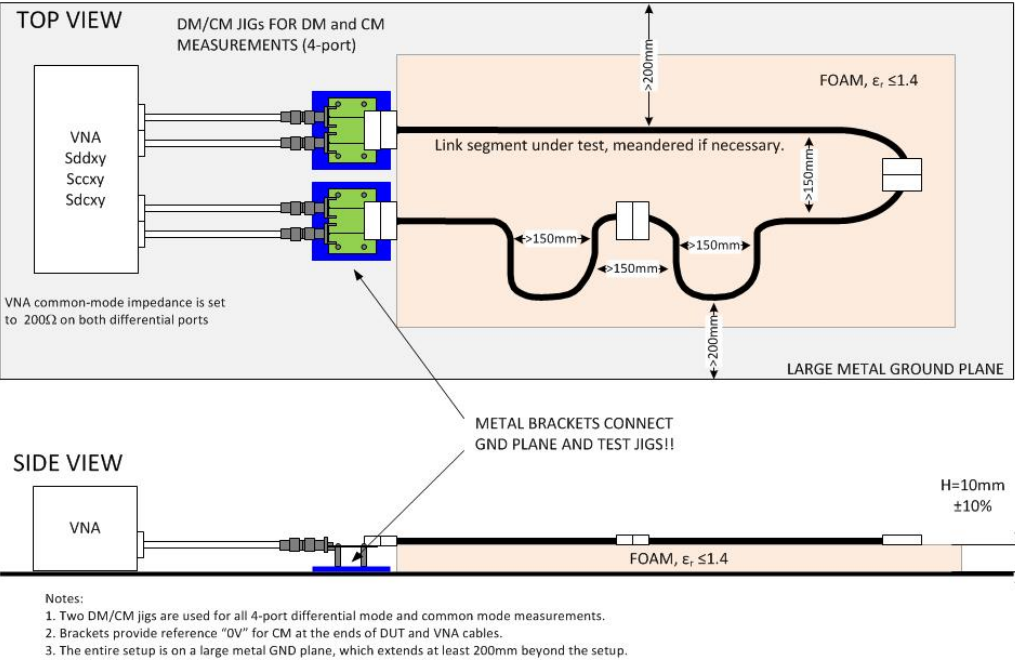 TOP VIEW
DM/CM JIGs FOR DM and CM
MEASUREMENTS (4-port)
>200mm
FOAM, εr ≤1.4
VNA
Sddxy
Sccxy
Sdcxy
Link segment under test, meandered if necessary.
>150mm
>150mm
>150mm
>150mm
>200mm
VNA common-mode impedance is set
to 200Ω on both differential ports
LARGE METAL GROUND PLANE
METAL BRACKETS CONNECT
GND PLANE AND TEST JIGS!!
SIDE VIEW
H=10mm
±10%
VNA
FOAM, εr ≤1.4
Notes:
1. Two DM/CM jigs are used for all 4-port differential mode and common mode measurements.
2. Brackets provide reference “0V” for CM at the ends of DUT and VNA cables.
3. The entire setup is on a large metal GND plane, which extends at least 200mm beyond the setup.